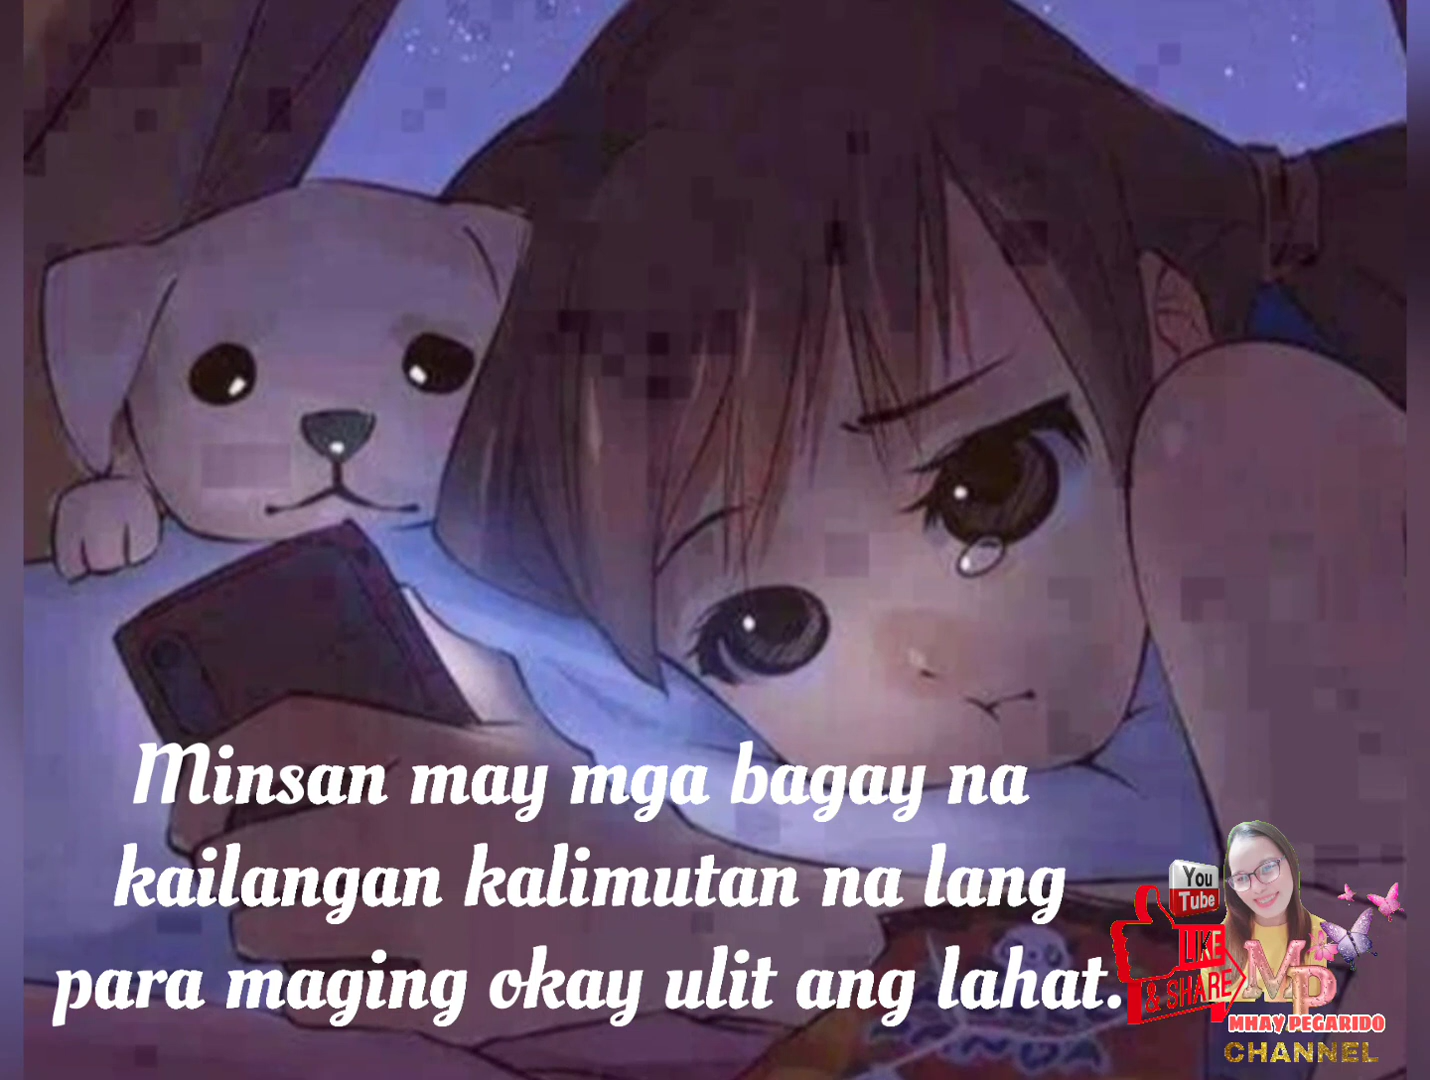 Minsan may mga bagay na
kailangan kalimutan na lang
para maging okay ulit ang lahat.
You
Tube
LIKE
& SHARE
MP
MHAY PEGARIDO
CHANNEL